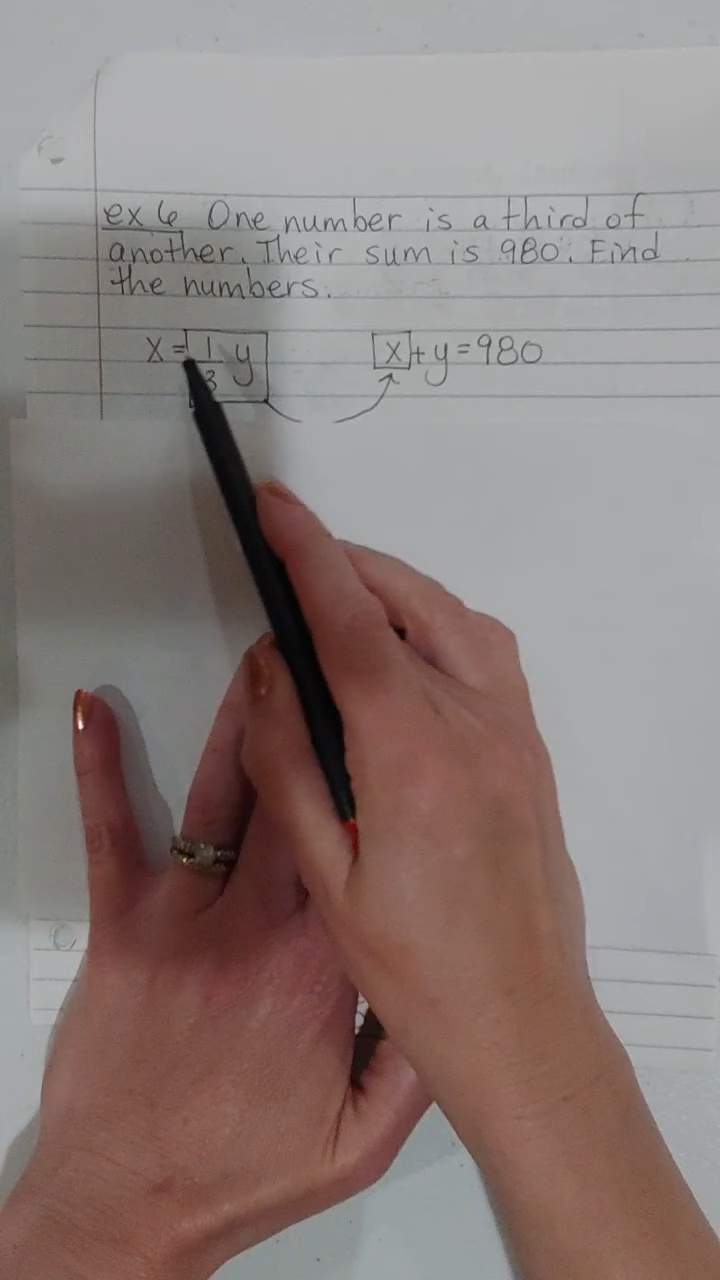 ex 6 One number is a third of
another. Their sum is 980. Find
the numbers.
x = 1/3 y x + y = 980